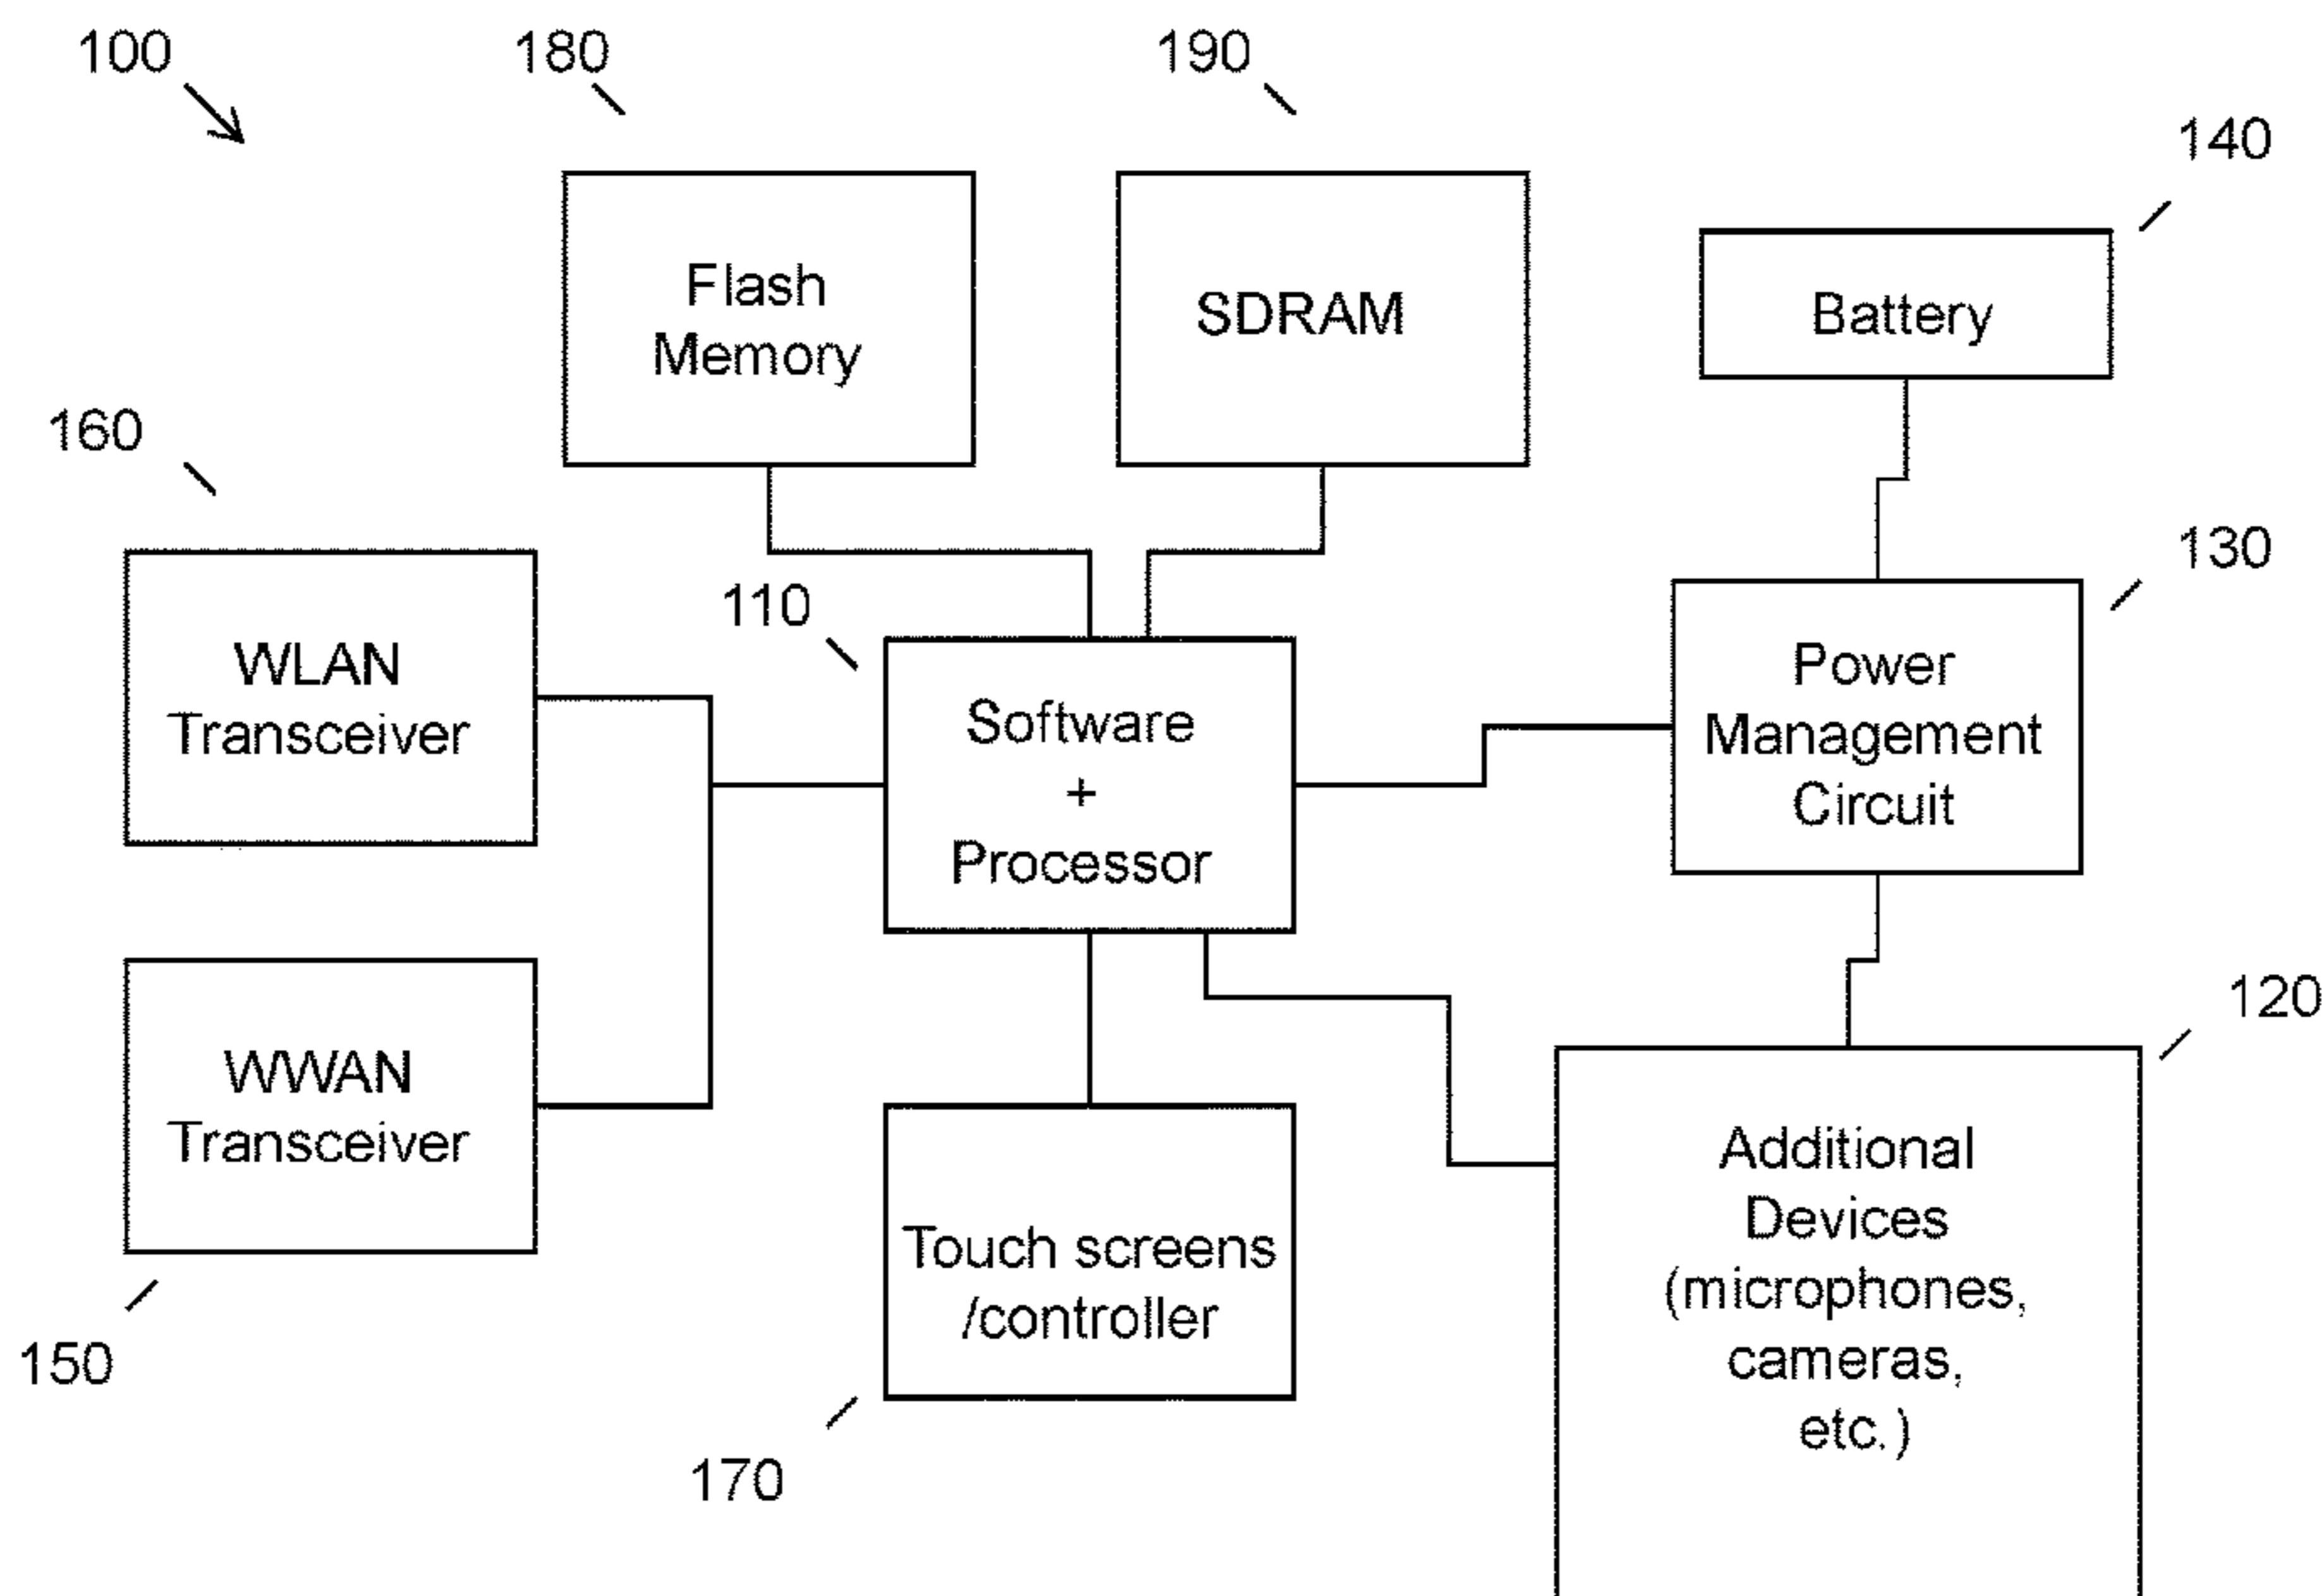 100
180
190
140
Flash
Memory
SDRAM
Battery
160
130
110
WLAN
Transceiver
Software
+
Processor
Power
Management
Circuit
120
WWAN
Transceiver
Touch screens
/controller
Additional
Devices
(microphones,
cameras,
etc.)
150
170